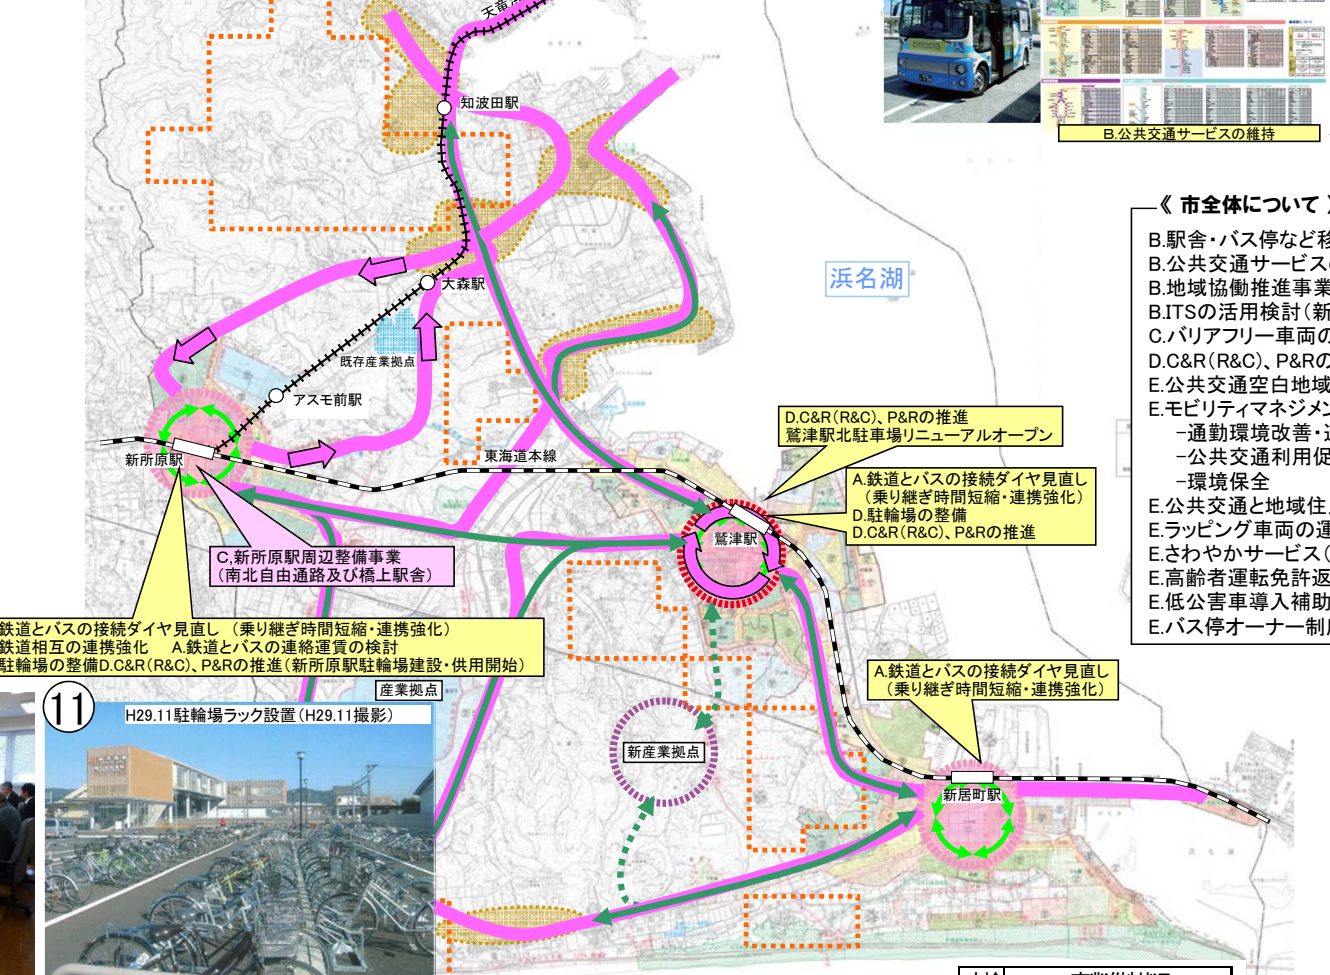 天竜浜
知波田駅
大森駅
既存産業拠点
アスモ前駅
新所原駅
東海道本線
浜名湖
B.公共交通サービスの維持
《 市全体について 》
B.駅舎・バス停など移
B.公共交通サービスの
B.地域協働推進事業
B.ITSの活用検討(新
C.バリアフリー車両の
D.C&R(R&C)、P&Rの
E.公共交通空白地域
E.モビリティマネジメン
-通勤環境改善・通
-公共交通利用促
-環境保全
E.公共交通と地域住
E.ラッピング車両の運
E.さわやかサービス(
E.高齢者運転免許返
E.低公害車導入補助
E.バス停オーナー制度
D.C&R(R&C)、P&Rの推進
鷲津駅北駐車場リニューアルオープン
A.鉄道とバスの接続ダイヤ見直し
(乗り継ぎ時間短縮・連携強化)
D.駐輪場の整備
D.C&R(R&C)、P&Rの推進
鷲津駅
C,新所原駅周辺整備事業
(南北自由通路及び橋上駅舎)
鉄道とバスの接続ダイヤ見直し (乗り継ぎ時間短縮・連携強化)
鉄道相互の連携強化 A.鉄道とバスの連絡運賃の検討
駐輪場の整備D.C&R(R&C)、P&Rの推進(新所原駅駐輪場建設・供用開始)
産業拠点
新産業拠点
A.鉄道とバスの接続ダイヤ見直し
(乗り継ぎ時間短縮・連携強化)
新居町駅
11
H29.11駐輪場ラック設置(H29.11撮影)